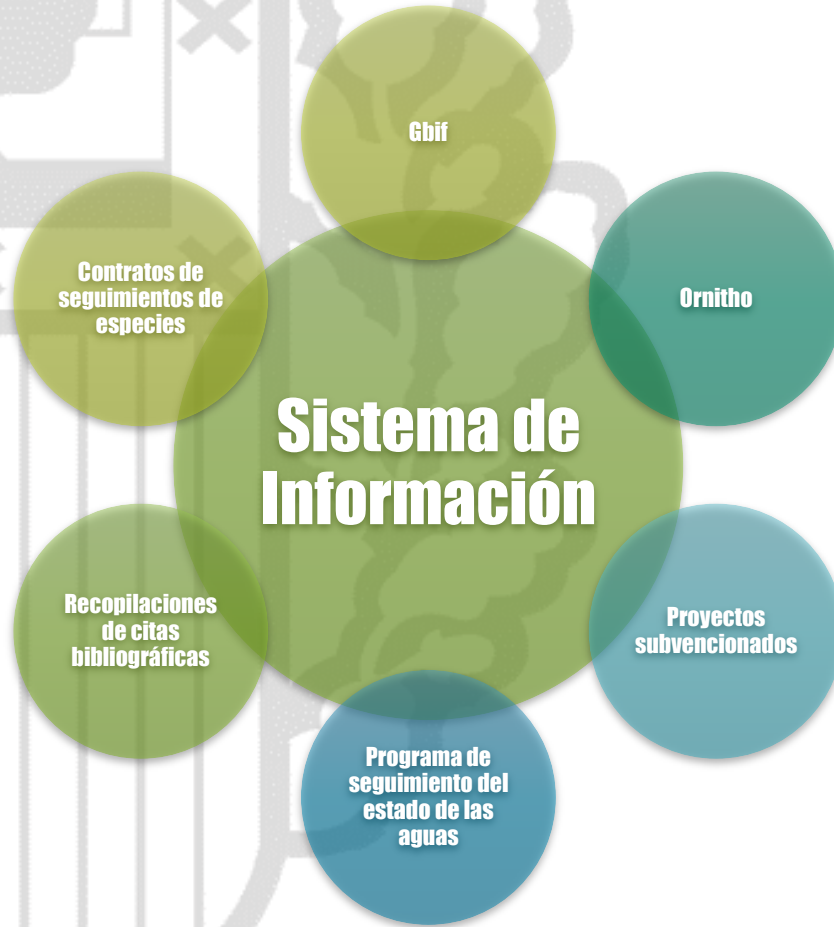 Gbif
Ornitho
Proyectos
subvencionados
Programa de
seguimiento del
estado de las
aguas
Recopilaciones
de citas
bibliográficas
Contratos de
seguimientos de
especies
Sistema de
Información